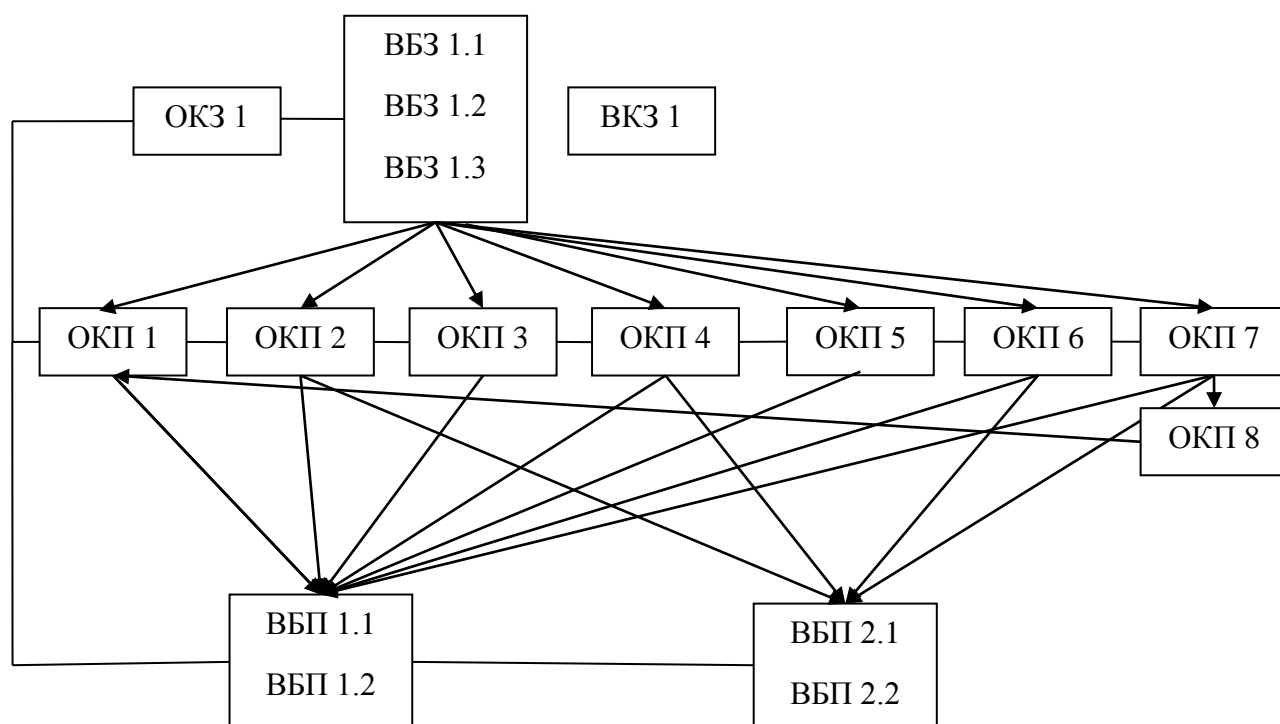 ВБЗ 1.1
ВБЗ 1.2
ВБЗ 1.3
ОКЗ 1
ВКЗ 1
ОКП 1
ОКП 2
ОКП 3
ОКП 4
ОКП 5
ОКП 6
ОКП 7
ОКП 8
ВБП 1.1
ВБП 1.2
ВБП 2.1
ВБП 2.2